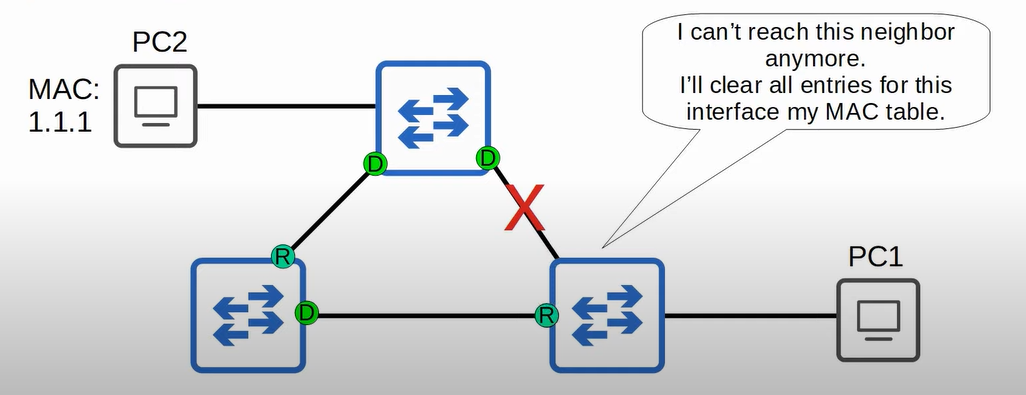 PC2
MAC:
1.1.1
I can't reach this neighbor
anymore.
I'll clear all entries for this
interface my MAC table.
D
D
X
R
D
R
PC1